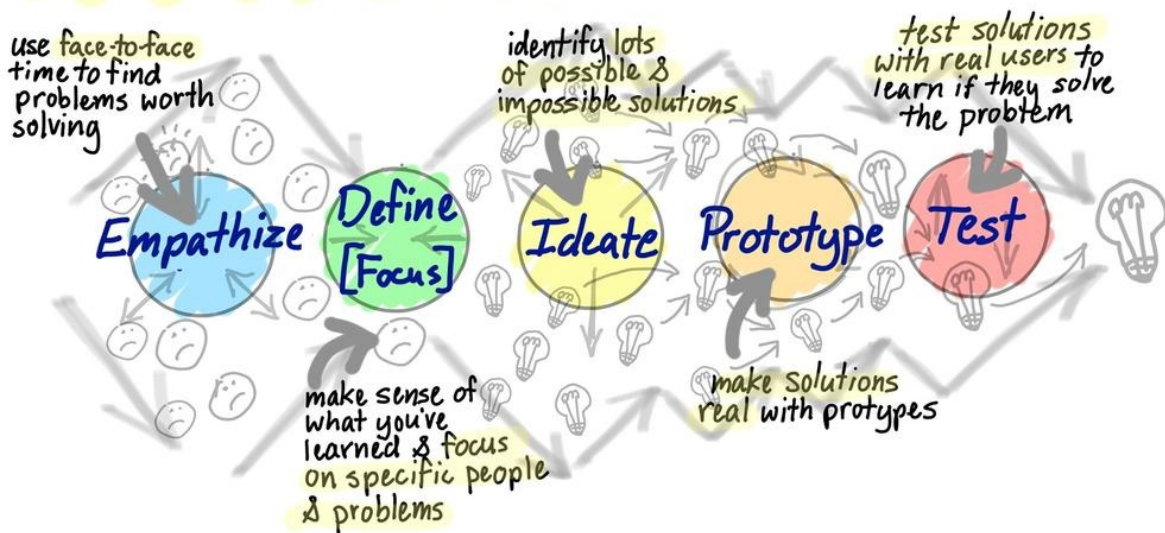 use face-to-face
time to find
problems worth
solving
Empathize
Define
[Focus]
make sense of
what you've
learned & focus
on specific people
& problems
identify lots
of possible &
impossible solutions
Ideate
Prototype
make solutions
real with protypes
test solutions
with real users to
learn if they solve
the problem
Test